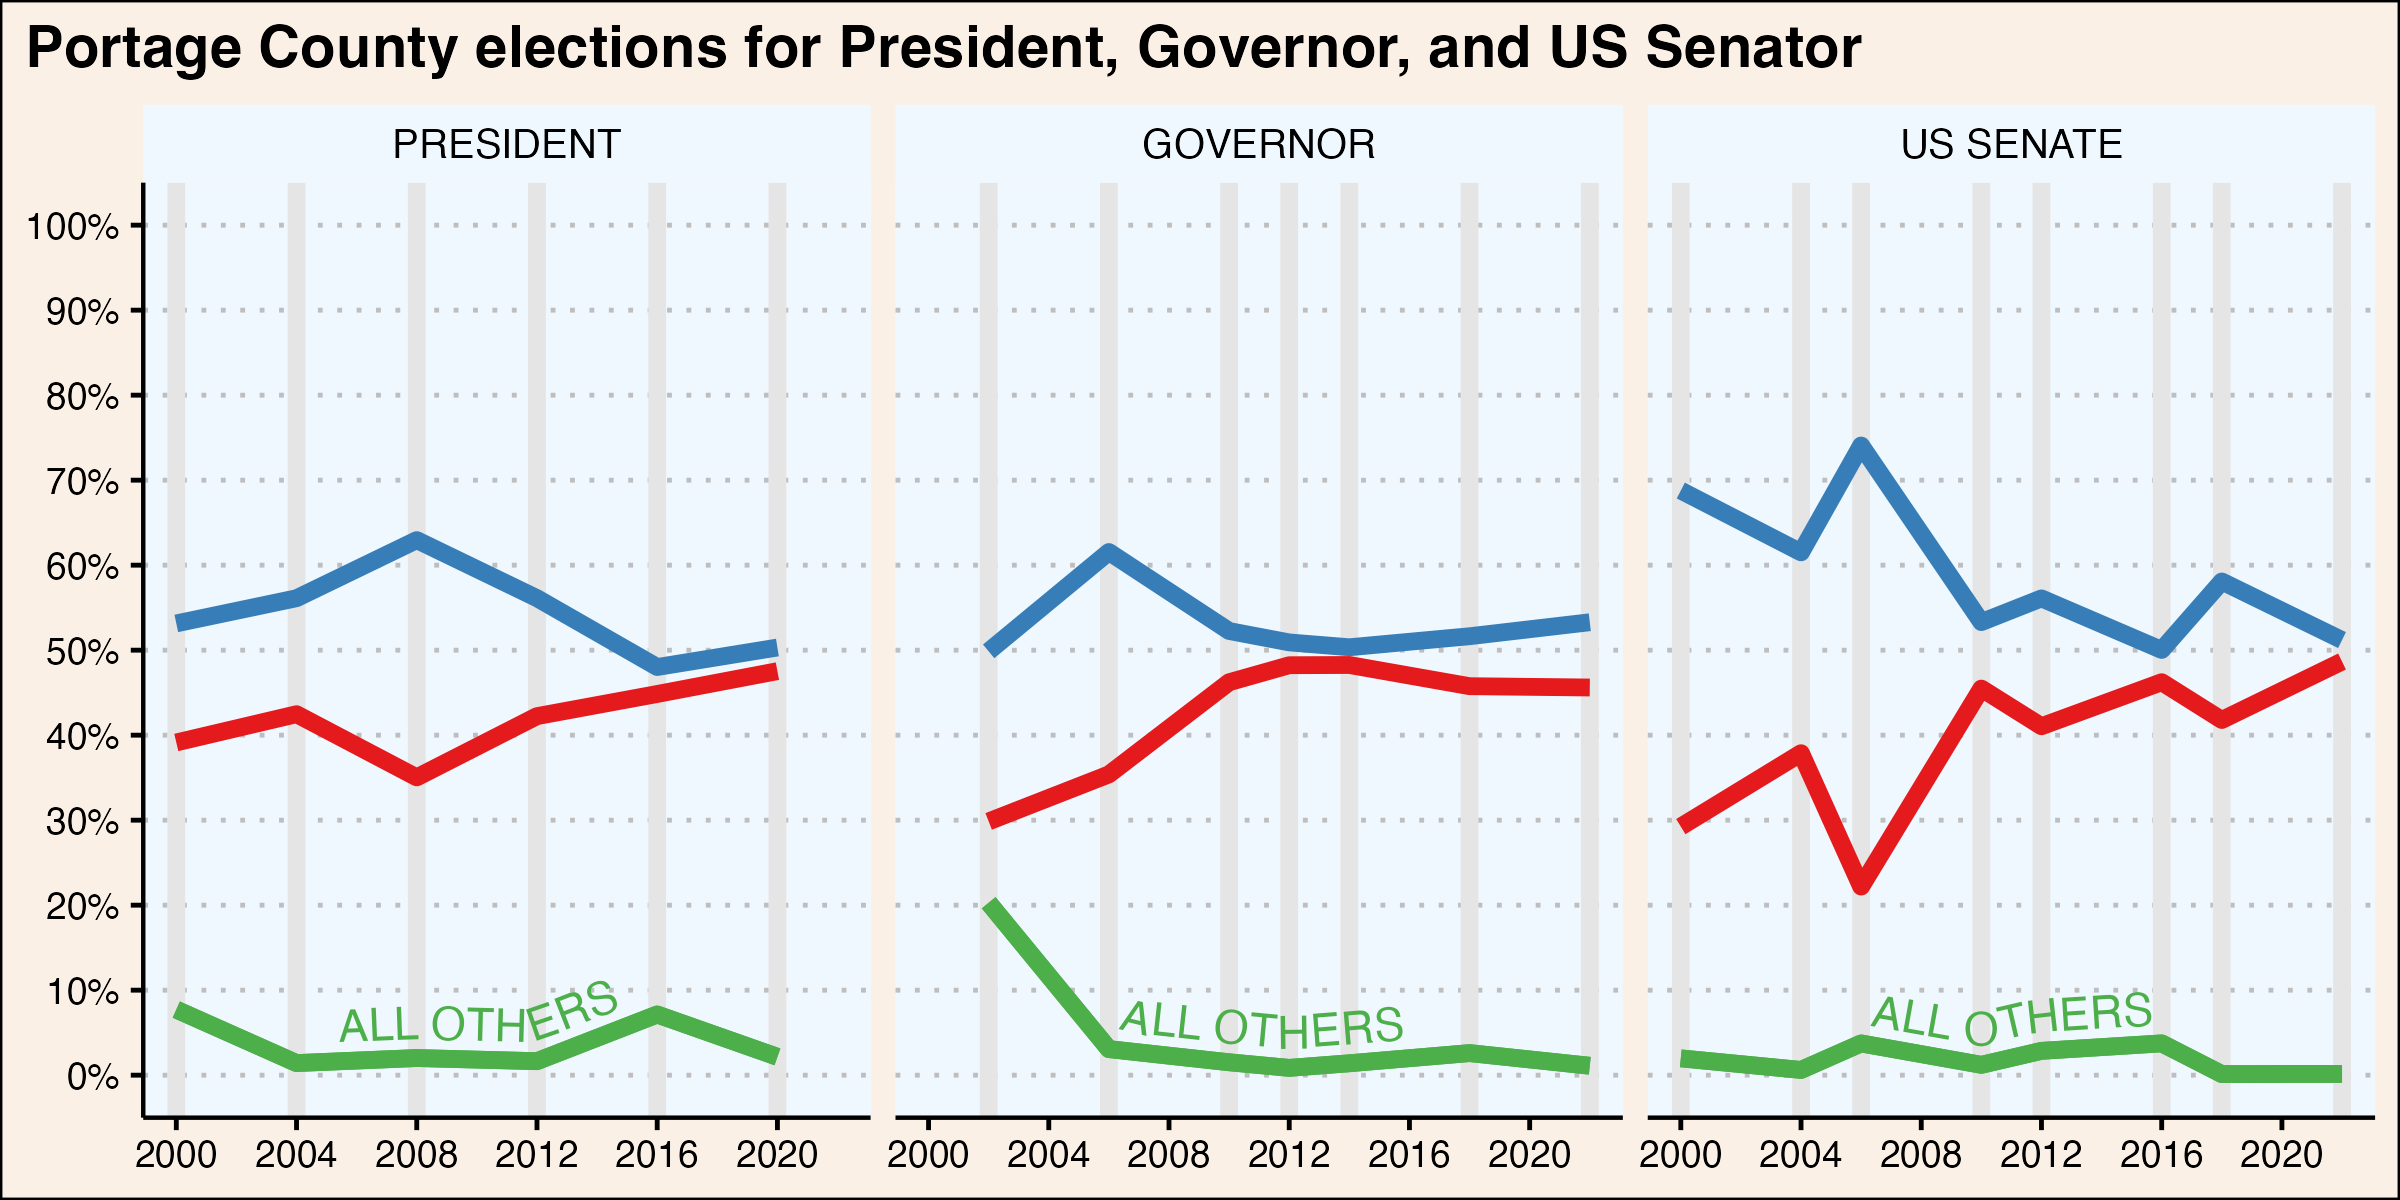 Portage County elections for President, Governor, and US Senator
PRESIDENT
GOVERNOR
US SENATE
100%
90%
80%
70%
60%
50%
40%
30%
20%
10%
0%
ALL OTHERS
ALL OTHERS
ALL OTHERS
2000 2004 2008 2012 2016 2020
2000 2004 2008 2012 2016 2020
2000 2004 2008 2012 2016 2020